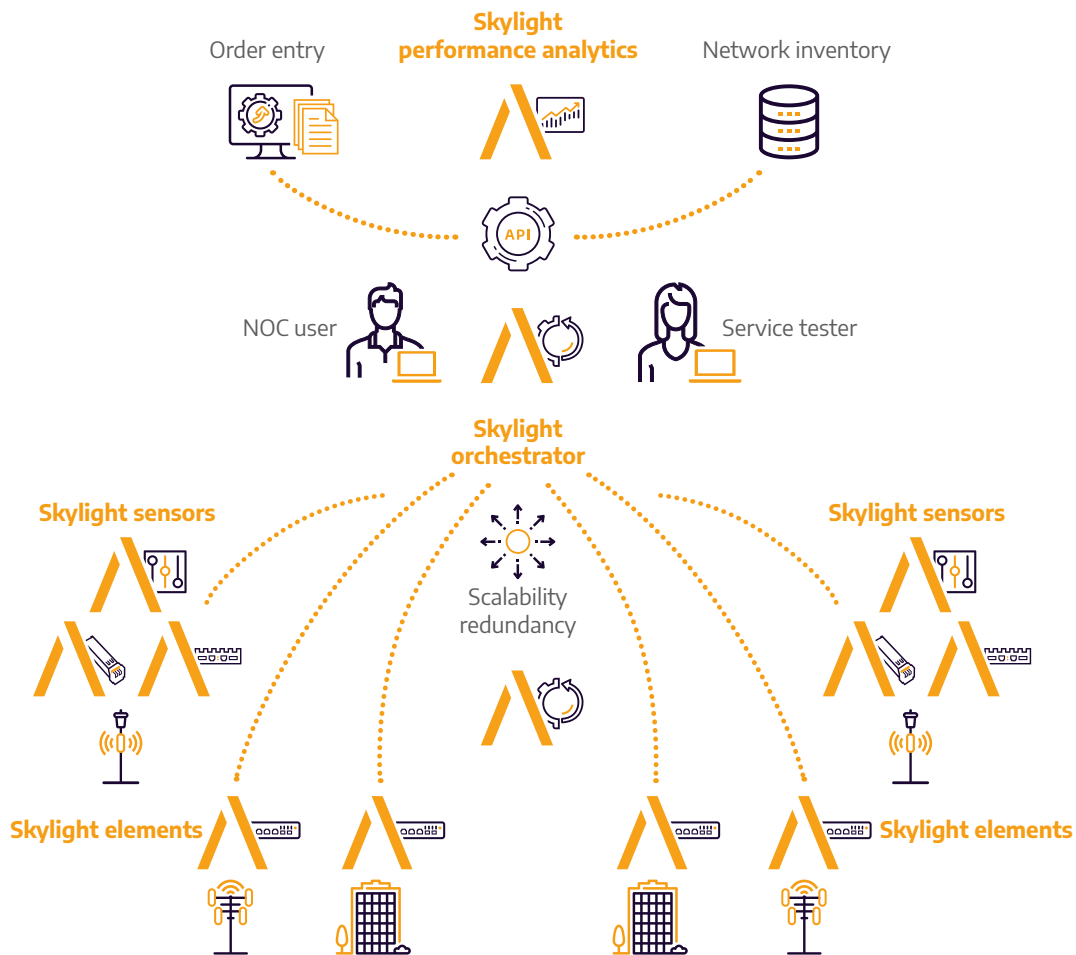 Skylight
performance analytics
Order entry
Network inventory
API
NOC user
Service tester
Skylight
orchestrator
Skylight sensors
Skylight sensors
Scalability
redundancy
Skylight elements
Skylight elements